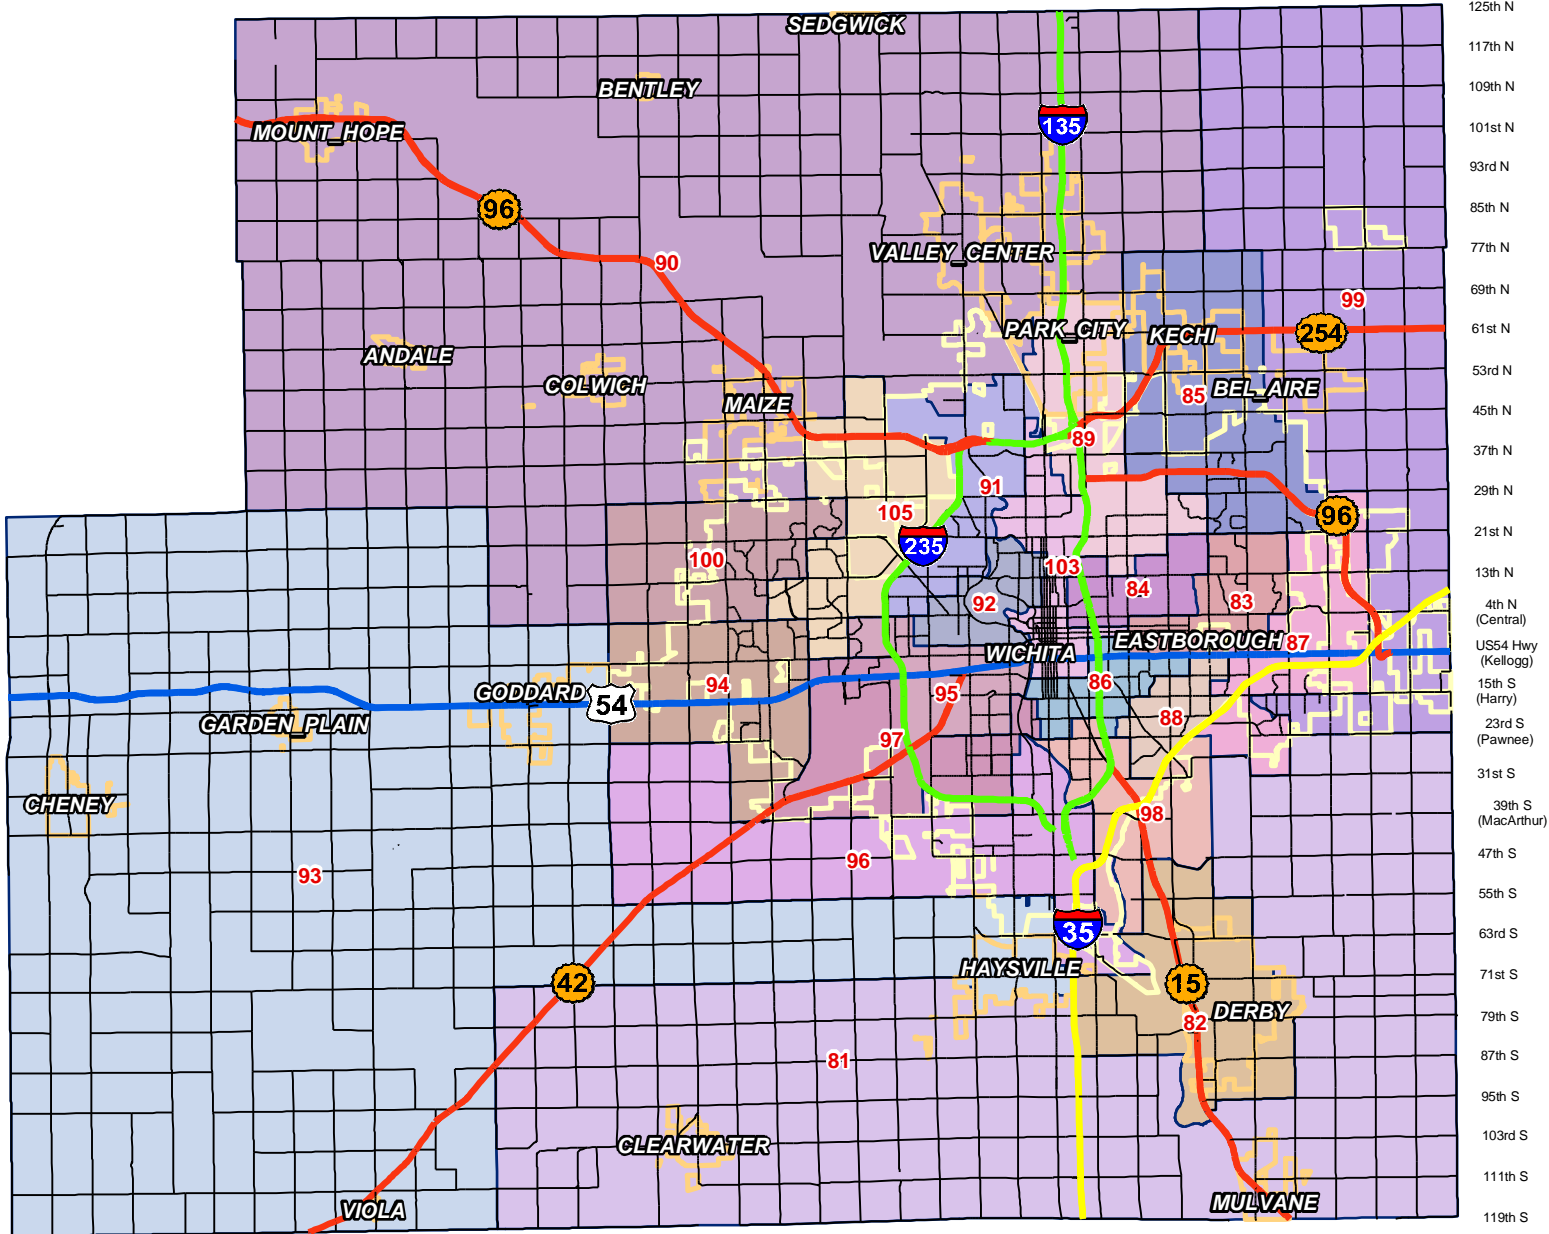 125th N
SEDGWICK
117th N
BENTLEY
109th N
135
101st N
MOUNT_HOPE
93rd N
96
85th N
VALLEY_CENTER
77th N
90
69th N
99
PARK_CITY
KECHI
254
61st N
ANDALE
COLWICH
53rd N
85
BEL_AIRE
MAIZE
45th N
89
37th N
91
29th N
105
96
21st N
235
100
103
13th N
84
92
83
4th N
(Central)
WICHITA
EASTBOROUGH
87
US54 Hwy
(Kellogg)
GODDARD
54
94
95
86
15th S
(Harry)
GARDEN_PLAIN
88
23rd S
(Pawnee)
97
31st S
CHENEY
98
39th S
(MacArthur)
96
47th S
93
55th S
35
63rd S
HAYSVILLE
71st S
42
15
DERBY
82
79th S
81
87th S
95th S
CLEARWATER
103rd S
111th S
VIOLA
MULVANE
119th S